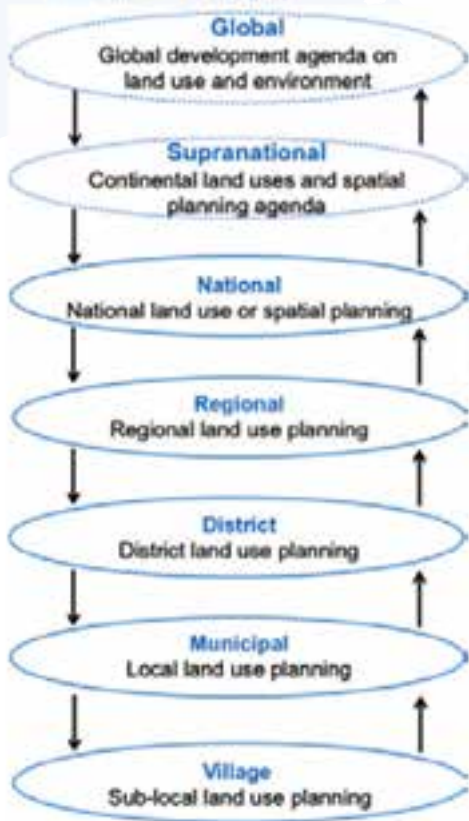 Global
Global development agenda on
land use and environment
Supranational
Continental land uses and spatial
planning agenda
National
National land use or spatial planning
Regional
Regional land use planning
District
District land use planning
Municipal
Local land use planning
Village
Sub-local land use planning